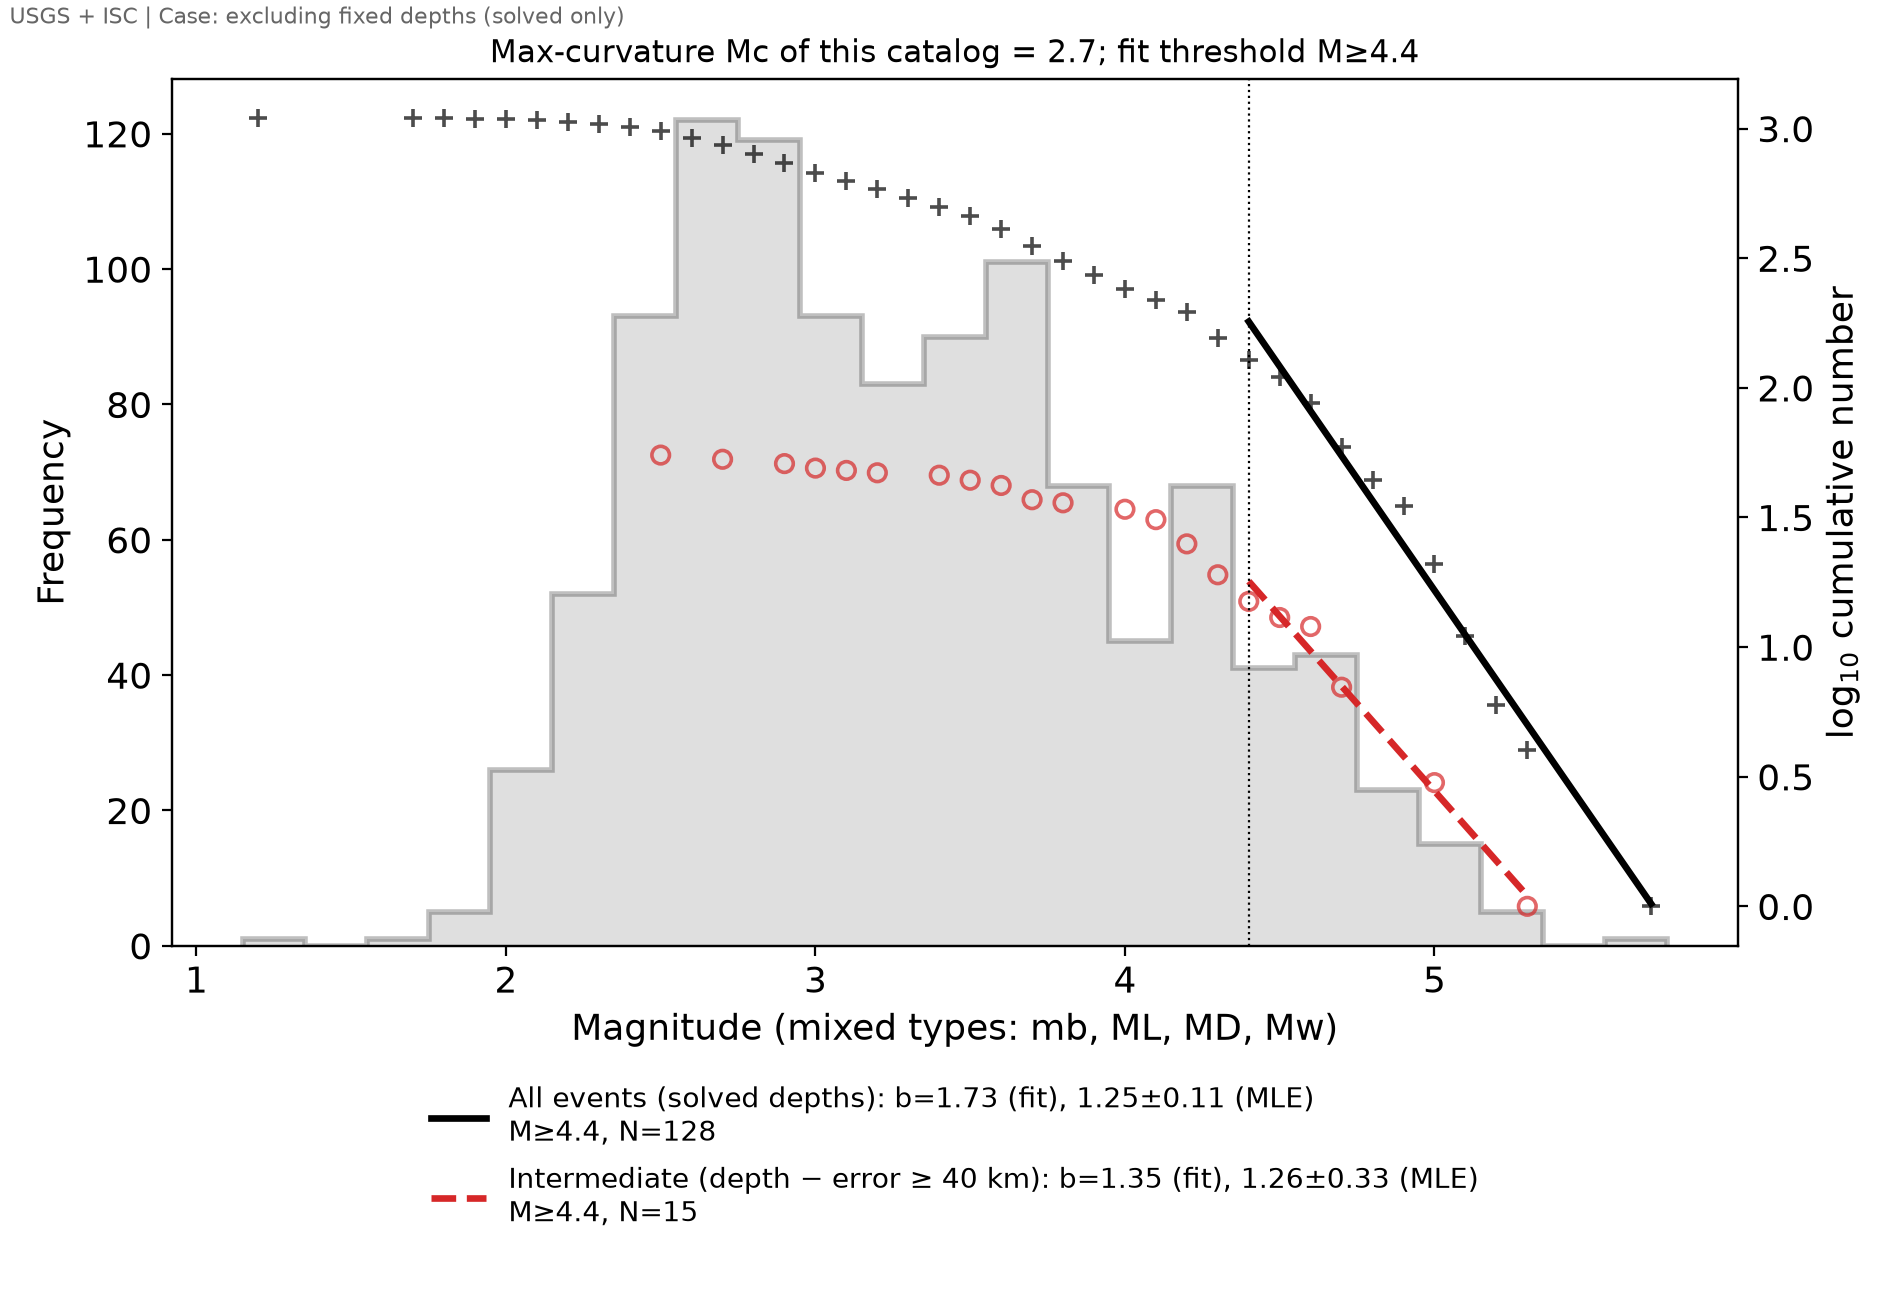 USGS + ISC | Case: excluding fixed depths (solved only)
Max-curvature Mc of this catalog = 2.7; fit threshold M≥4.4
120
100
80
60
40
20
0
Frequency
3.0
2.5
2.0
1.5
1.0
0.5
0.0
log₁₀ cumulative number
1 2 3 4 5
Magnitude (mixed types: mb, ML, MD, Mw)
All events (solved depths): b=1.73 (fit), 1.25±0.11 (MLE)
M≥4.4, N=128
Intermediate (depth − error ≥ 40 km): b=1.35 (fit), 1.26±0.33 (MLE)
M≥4.4, N=15